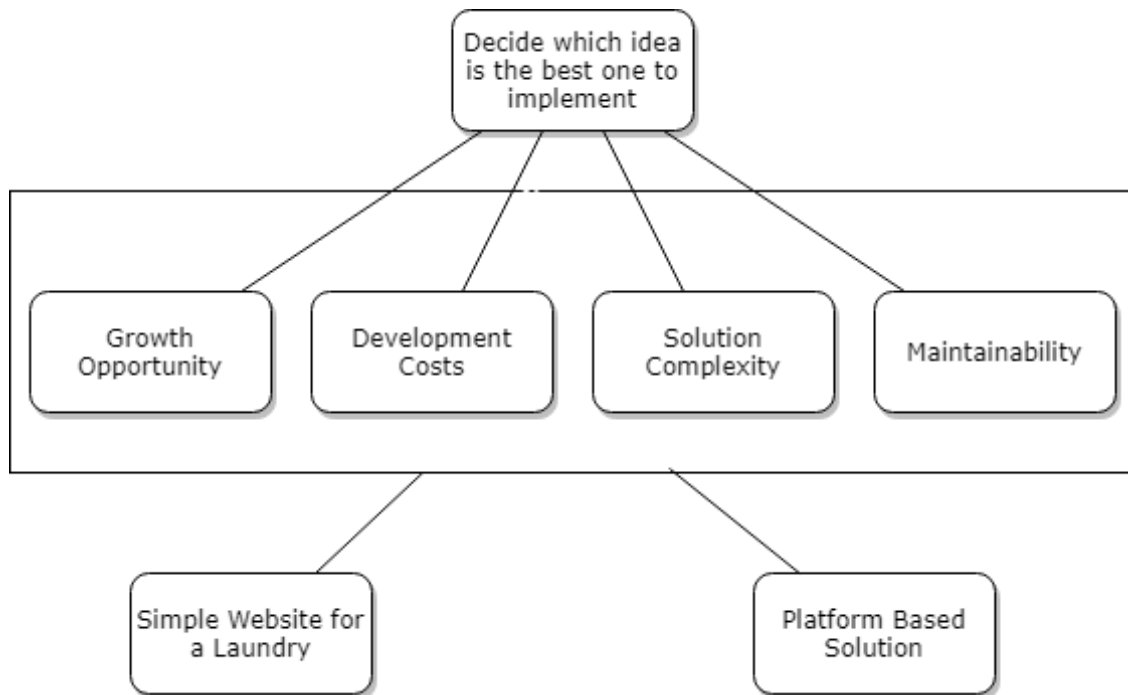 Decide which idea
is the best one to
implement
Growth
Opportunity
Development
Costs
Solution
Complexity
Maintainability
Simple Website for
a Laundry
Platform Based
Solution